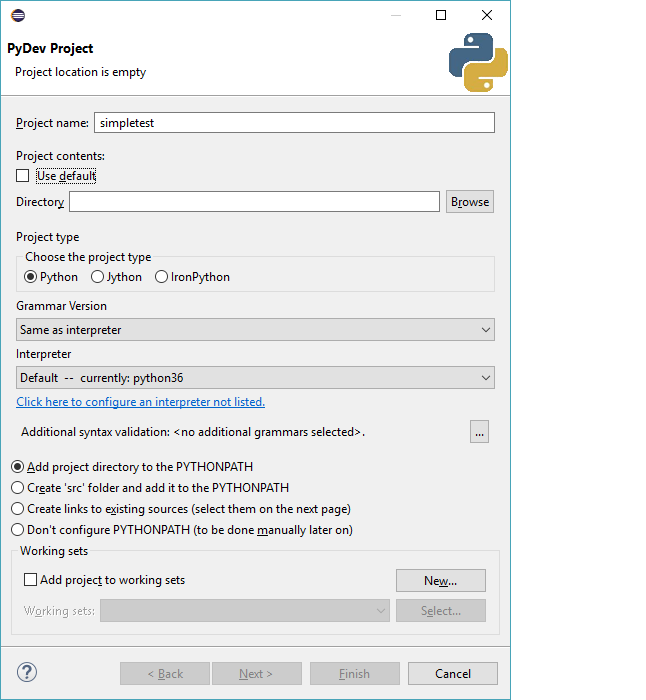 PyDev Project
Project location is empty
Project name: simpletest
Project contents:
Use default
Directory Browse
Project type
Choose the project type
Python Jython IronPython
Grammar Version
Same as interpreter
Interpreter
Default -- currently: python36
Click here to configure an interpreter not listed.
Additional syntax validation: <no additional grammars selected>. ...
Add project directory to the PYTHONPATH
Create 'src' folder and add it to the PYTHONPATH
Create links to existing sources (select them on the next page)
Don't configure PYTHONPATH (to be done manually later on)
Working sets
Add project to working sets New...
Working sets: Select...
? < Back Next > Finish Cancel